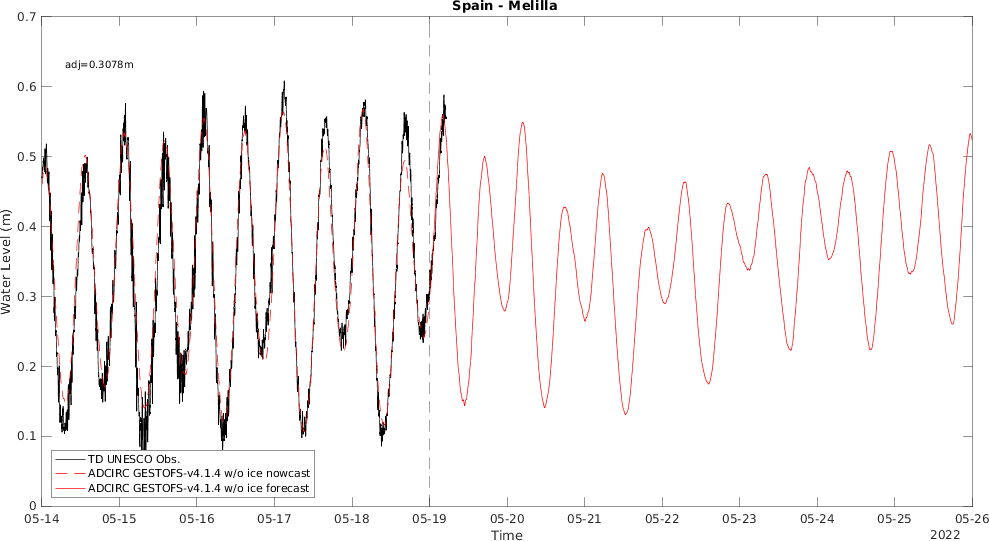 Spain - Melilla
adj=0.3078m
0.7
0.6
0.5
0.4
0.3
0.2
0.1
0
Water Level (m)
TD UNESCO Obs.
ADCIRC GESTOFS-v4.1.4 w/o ice nowcast
ADCIRC GESTOFS-v4.1.4 w/o ice forecast
05-14 05-15 05-16 05-17 05-18 05-19 05-20 05-21 05-22 05-23 05-24 05-25 05-26
Time
2022